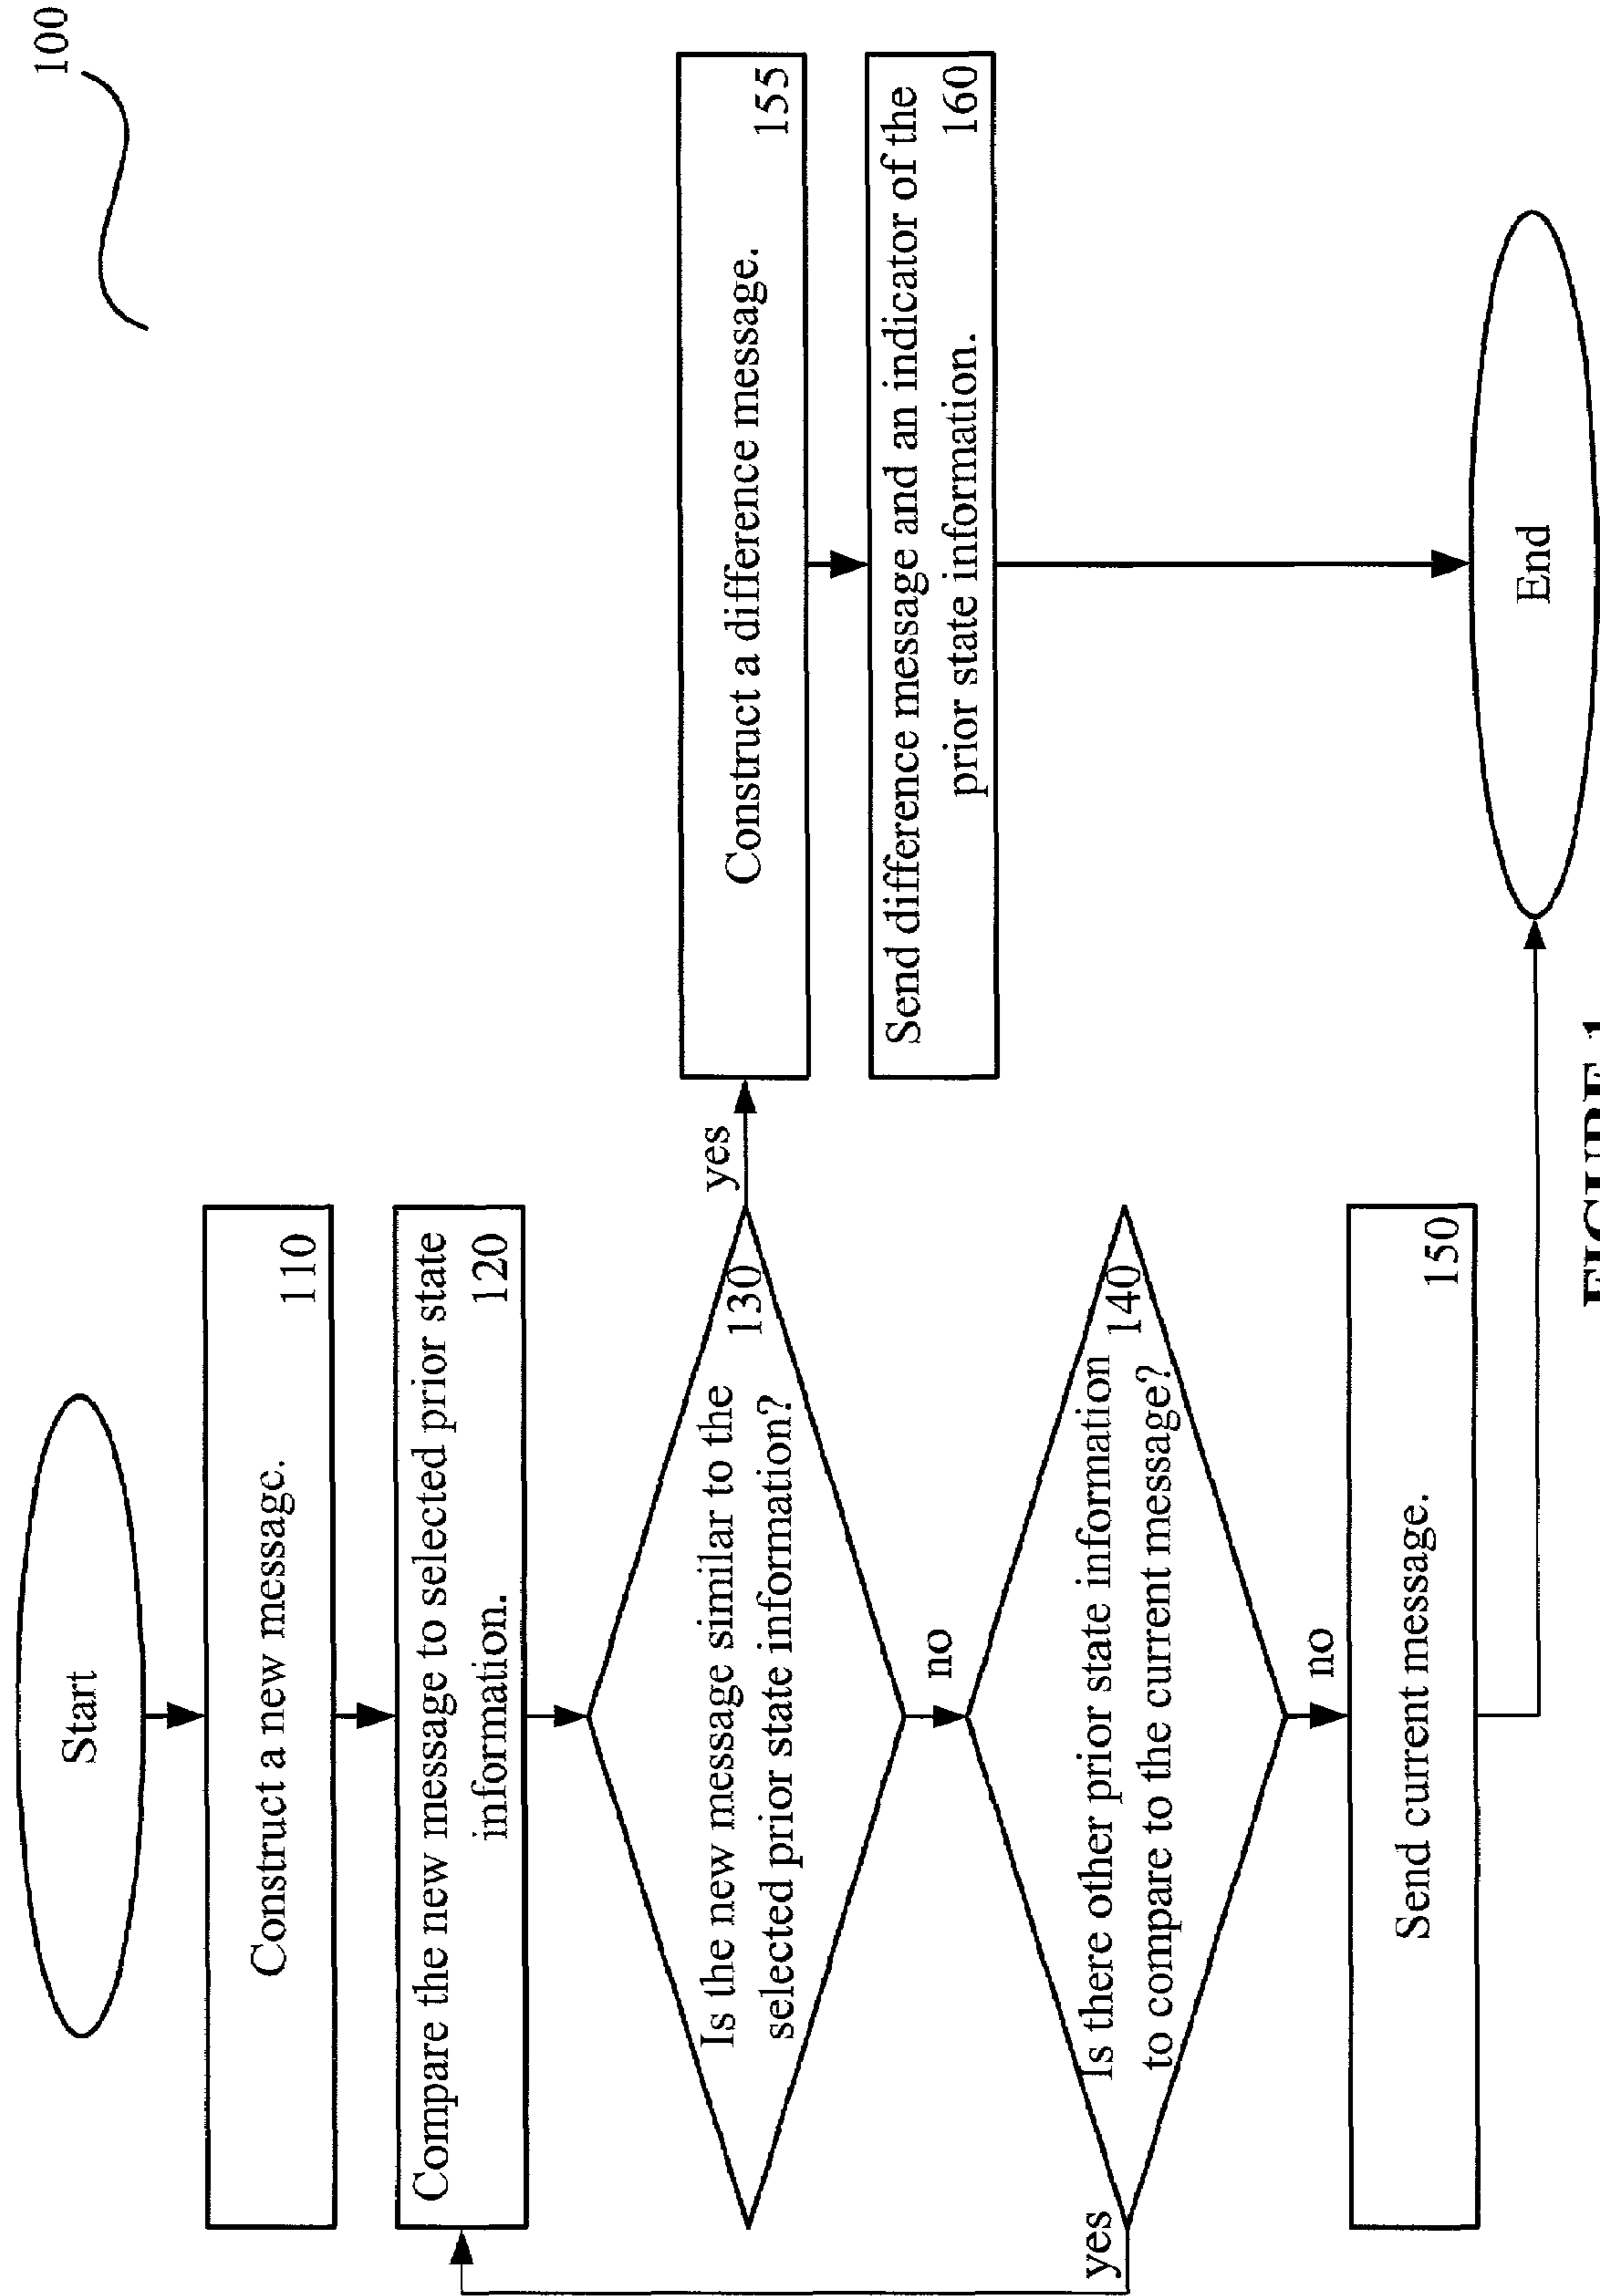 100
Start
Construct a new message.
110
Compare the new message to selected prior state
information.
120
Is the new message similar to the
selected prior state information?
130
yes
no
Construct a difference message.
155
Send difference message and an indicator of the
prior state information.
160
Is there other prior state information
to compare to the current message?
140
yes
no
Send current message.
150
End
FIGURE 1